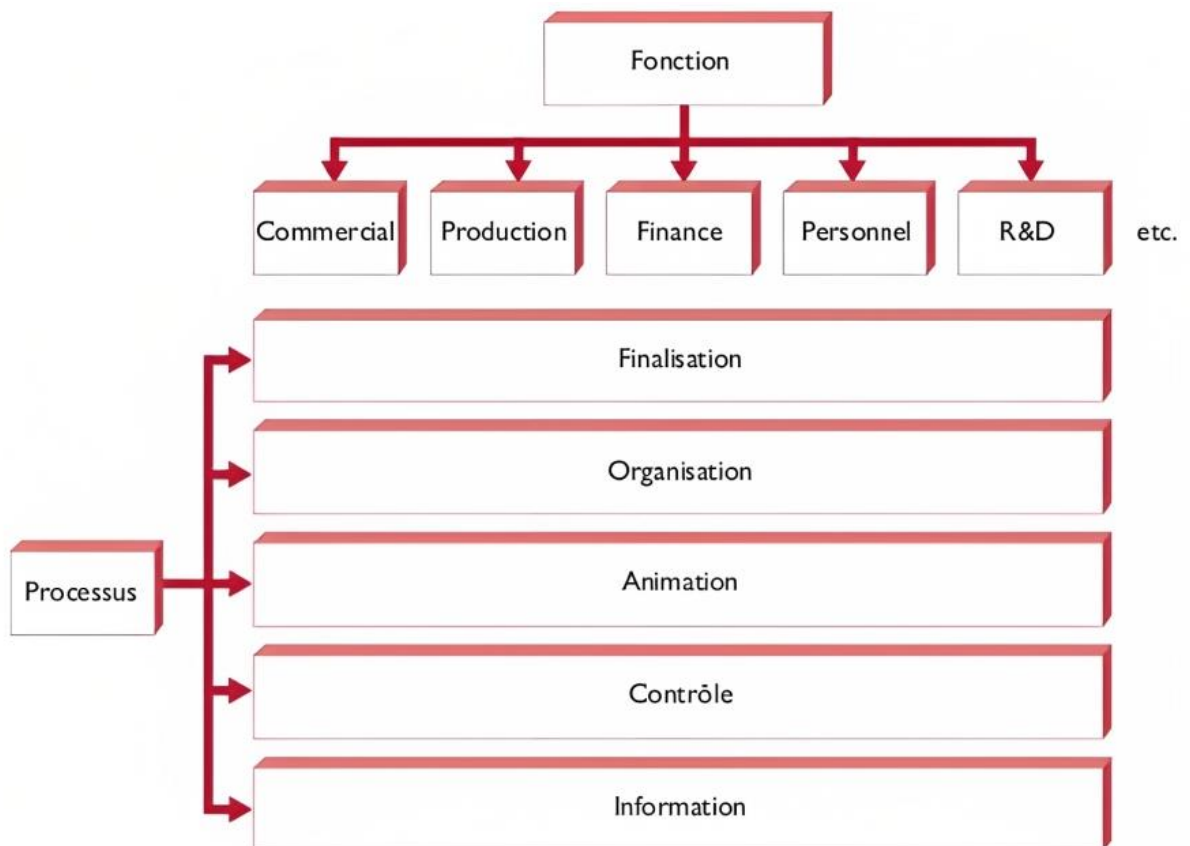 Fonction
Commercial
Production
Finance
Personnel
R&D
etc.
Finalisation
Organisation
Animation
Processus
Contrôle
Information